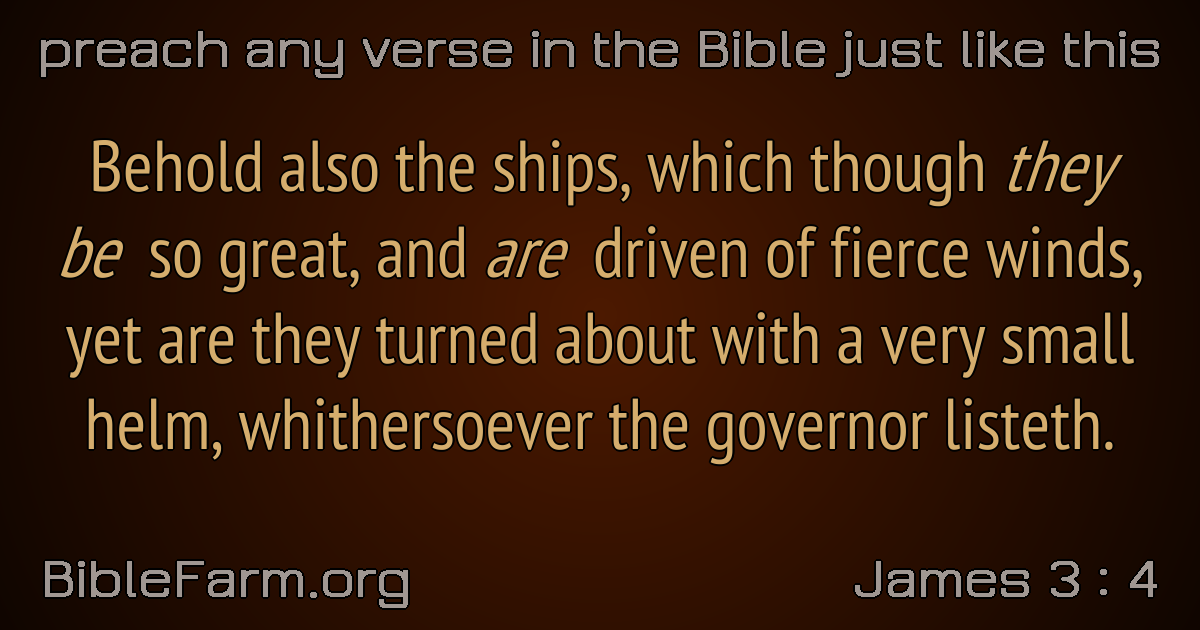 preach any verse in the Bible just like this
Behold also the ships, which though they
be so great, and are driven of fierce winds,
yet are they turned about with a very small
helm, whithersoever the governor listeth.
BibleFarm.org
James 3 : 4